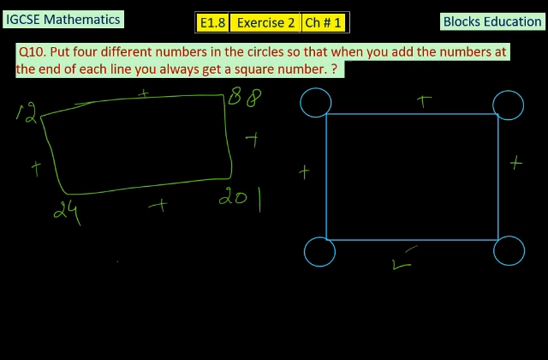 IGCSE Mathematics
E1.8 Exercise 2 Ch # 1
Blocks Education
Q10. Put four different numbers in the circles so that when you add the numbers at
the end of each line you always get a square number. ?
12 + 88
+ +
24 + 201
+
+ +